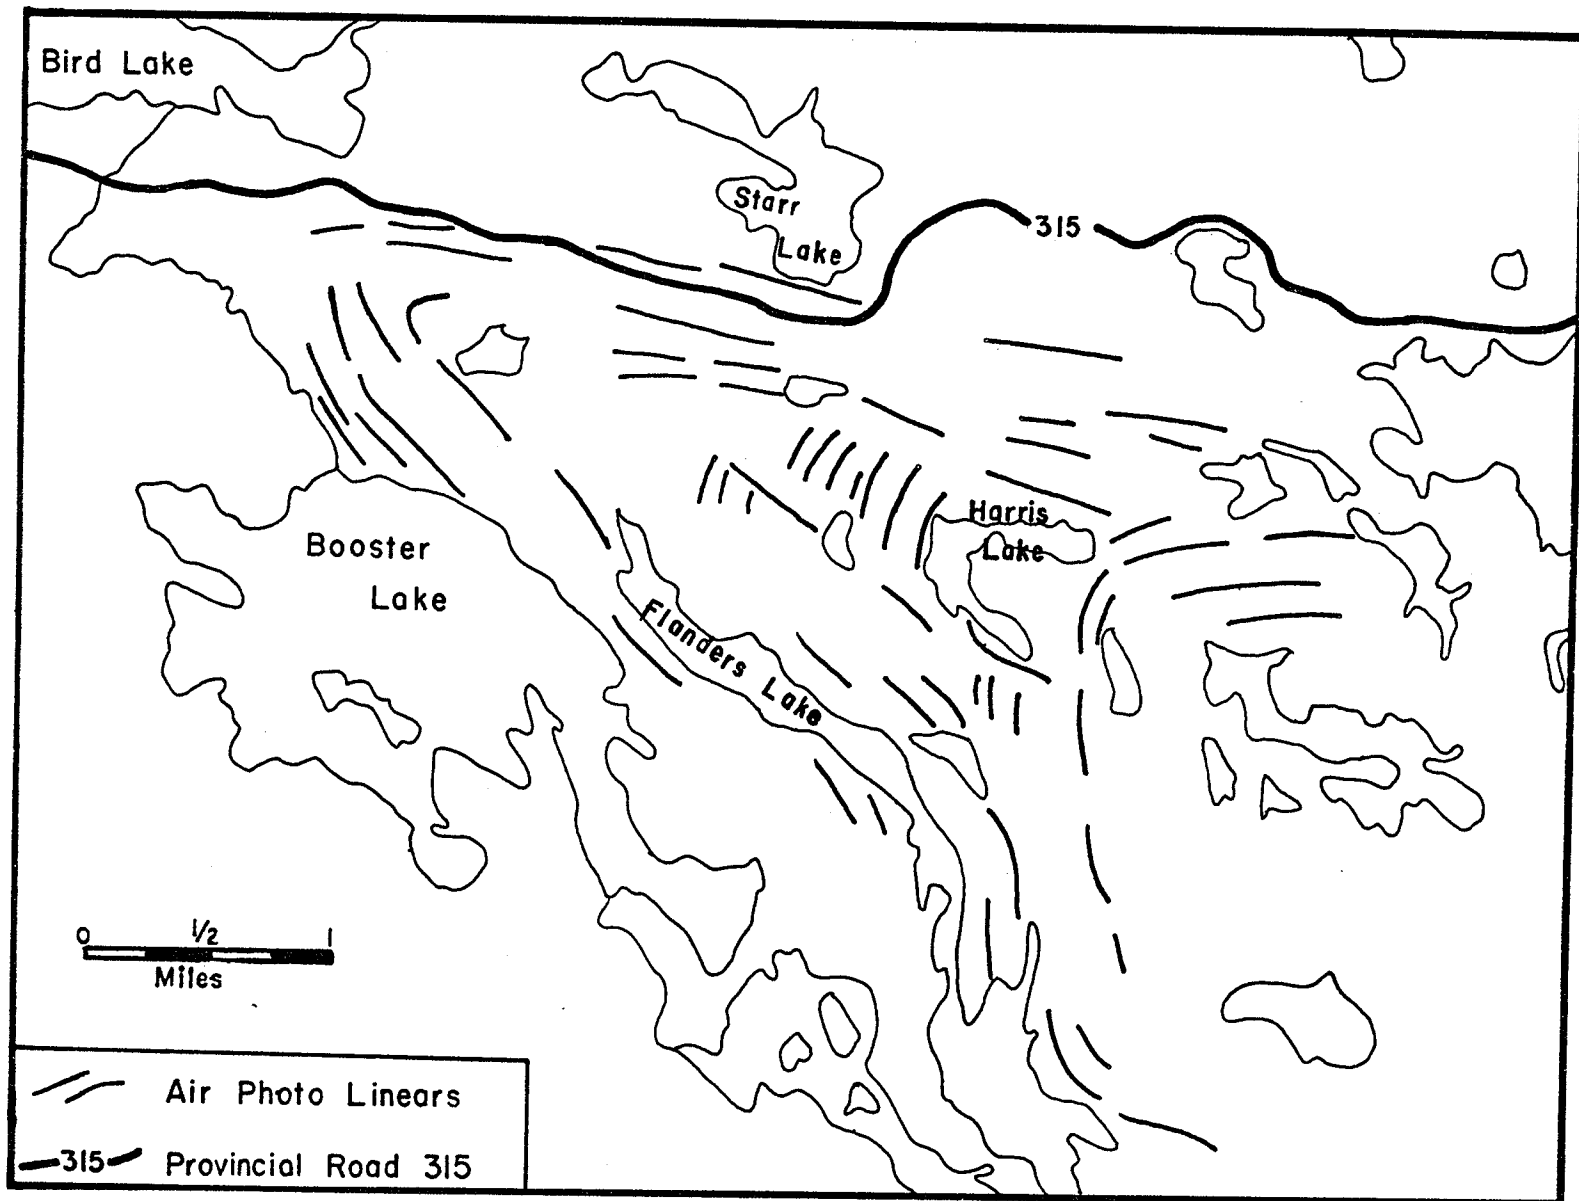 Bird Lake
Starr
Lake
315
Harris
Lake
Booster
Lake
Flanders Lake
0 1/2 1
Miles
Air Photo Linears
315 Provincial Road 315